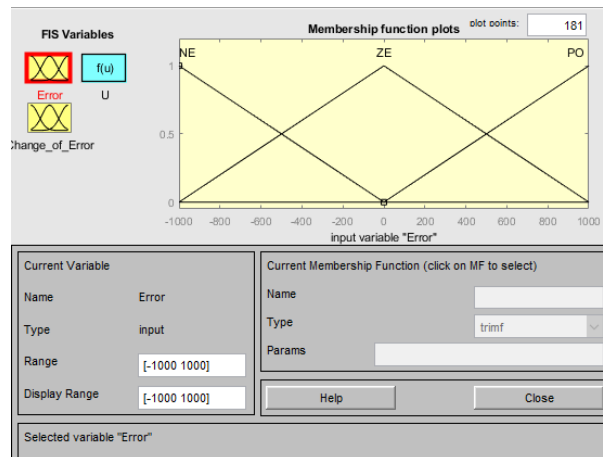 FIS Variables
Membership function plots
plot points:
181
f(u)
Error
U
Change_of_Error
NE
ZE
PO
1
0.5
0
-1000 -800 -600 -400 -200 0 200 400 600 800 1000
input variable "Error"
Current Variable
Name Error
Type input
Range [-1000 1000]
Display Range [-1000 1000]
Current Membership Function (click on MF to select)
Name
Type trimf
Params
Help
Close
Selected variable "Error"